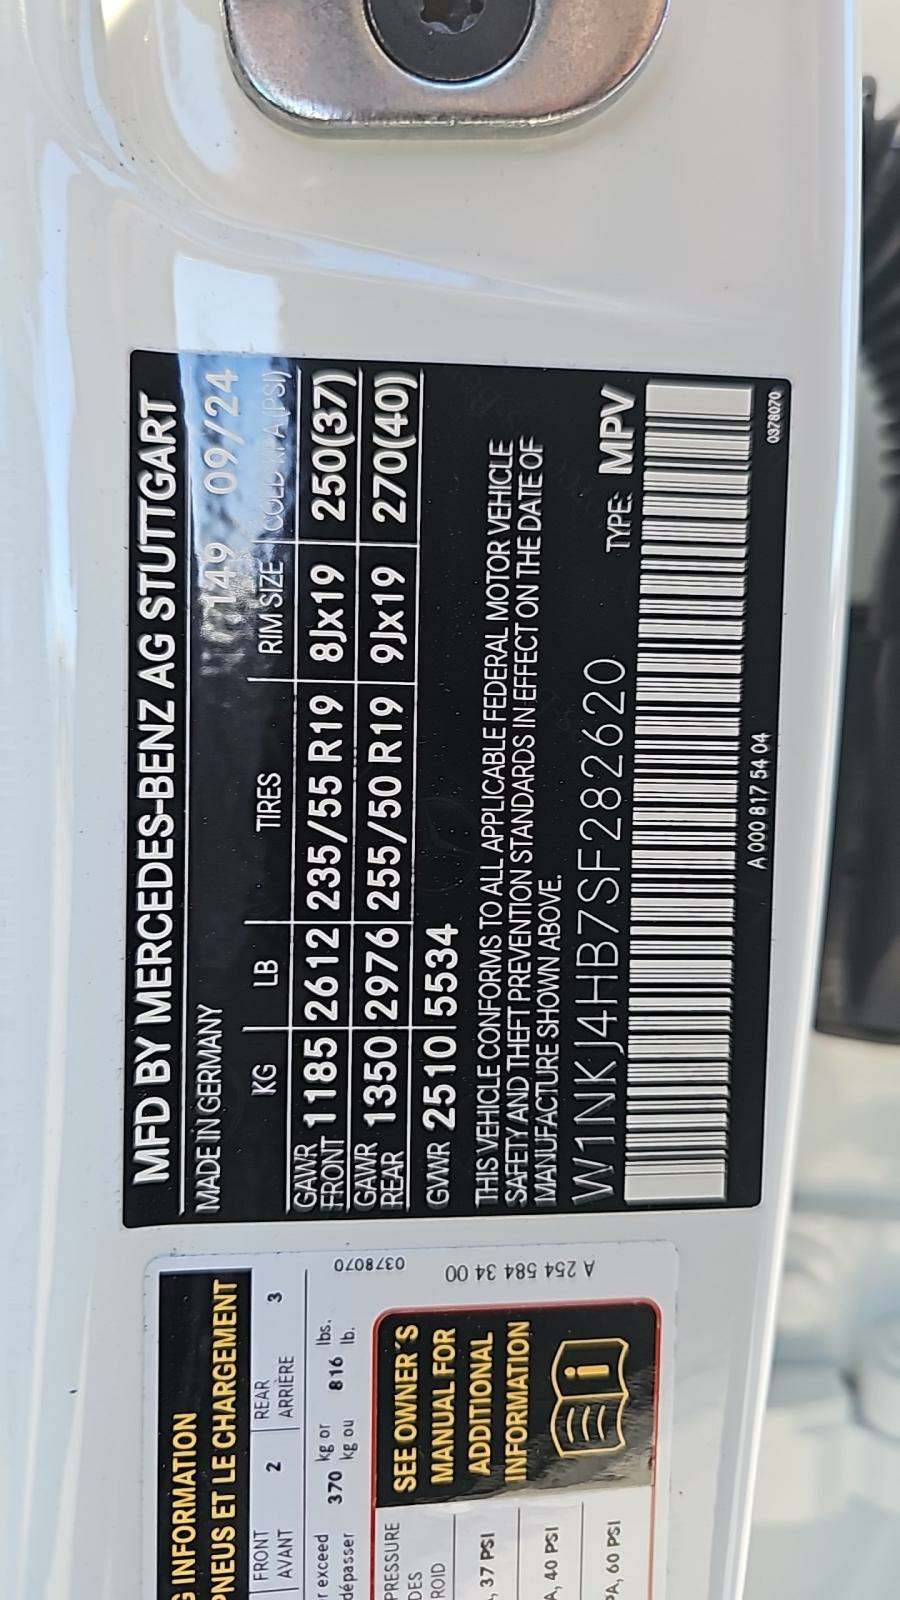 MFD BY MERCEDES-BENZ AG STUTTGART
MADE IN GERMANY 149 09/24
KG LB TIRES RIM SIZE COLD KPA (PSI)
GAWR FRONT 1185 2612 235/55 R19 8Jx19 250(37)
GAWR REAR 1350 2976 255/50 R19 9Jx19 270(40)
GVWR 2510 5534
THIS VEHICLE CONFORMS TO ALL APPLICABLE FEDERAL MOTOR VEHICLE
SAFETY AND THEFT PREVENTION STANDARDS IN EFFECT ON THE DATE OF
MANUFACTURE SHOWN ABOVE.
W1NKJ4HB7SF282620 TYPE: MPV
A 000 817 54 04 0378070
INFORMATION
PNEUS ET LE CHARGEMENT
FRONT REAR
AVANT 2 ARRIÈRE 3
exceed 370 kg or 816 lbs.
dépasser kg ou lb.
0378070
A 254 584 34 00
PRESSURE
DES
37 PSI
40 PSI
60 PSI
SEE OWNER'S
MANUAL FOR
ADDITIONAL
INFORMATION
i